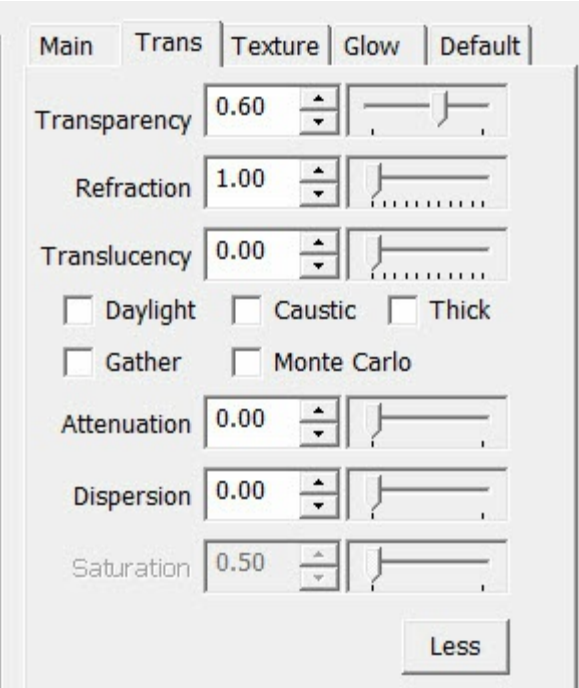 Main Trans Texture Glow Default
Transparency 0.60
Refraction 1.00
Translucency 0.00
Daylight Caustic Thick
Gather Monte Carlo
Attenuation 0.00
Dispersion 0.00
Saturation 0.50
Less